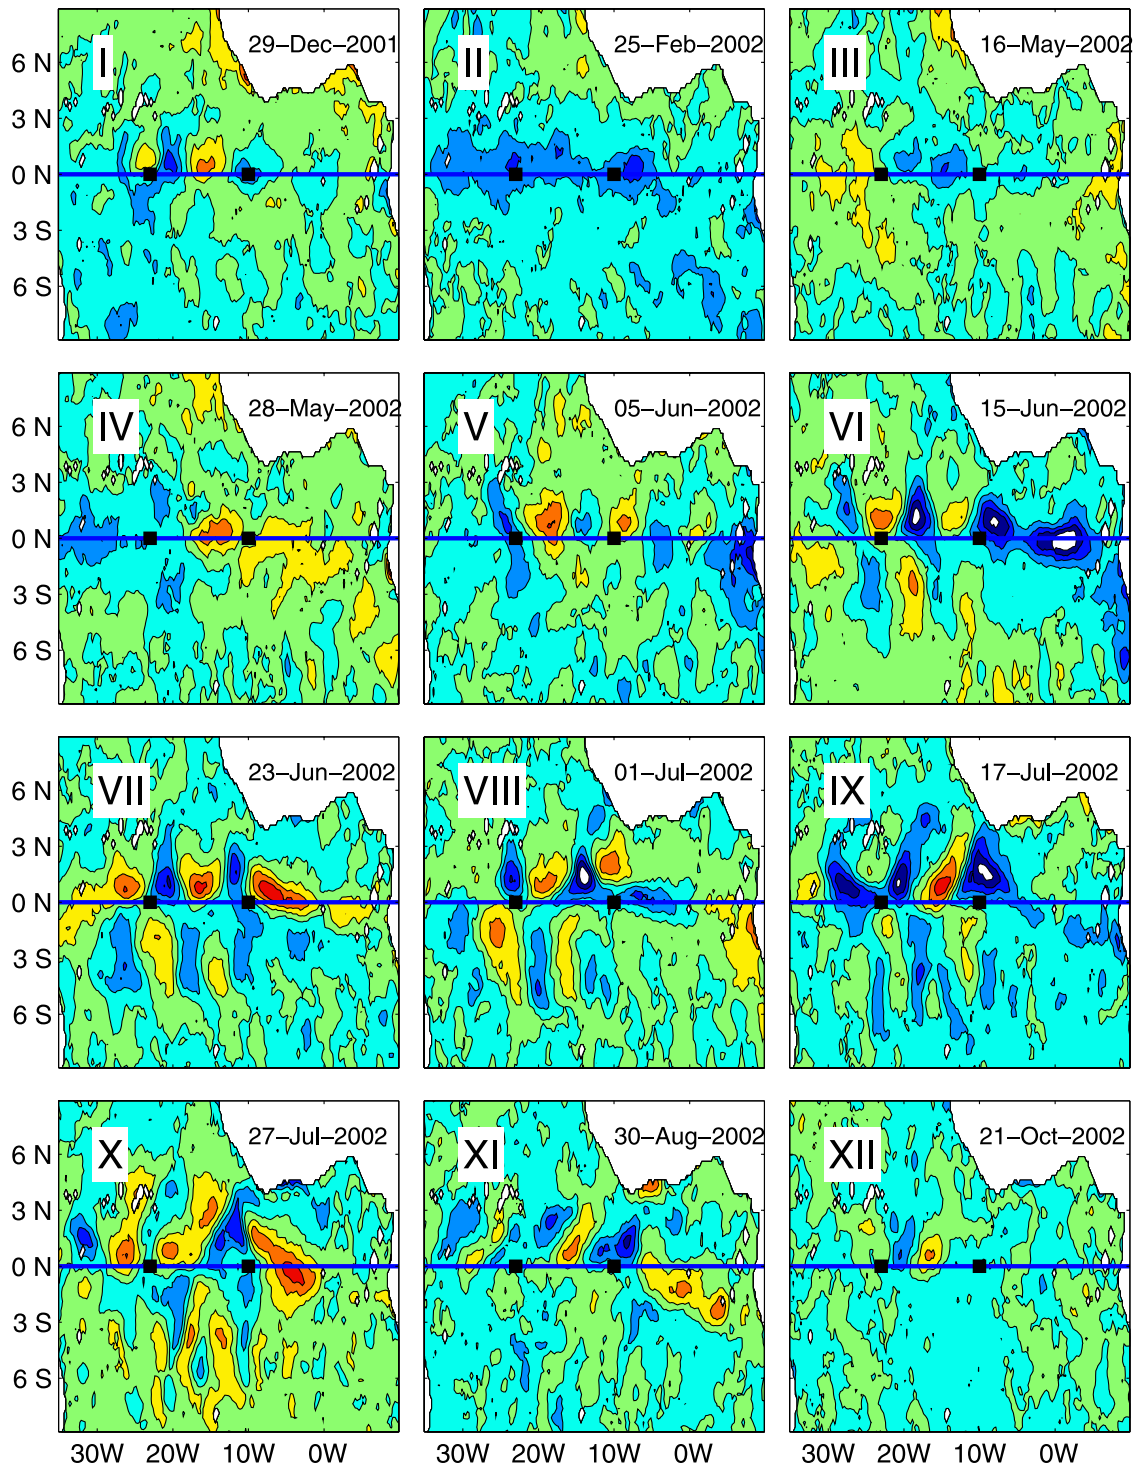 I 29-Dec-2001
II 25-Feb-2002
III 16-May-2002
6 N
3 N
0 N
3 S
6 S
IV 28-May-2002
V 05-Jun-2002
VI 15-Jun-2002
6 N
3 N
0 N
3 S
6 S
VII 23-Jun-2002
VIII 01-Jul-2002
IX 17-Jul-2002
6 N
3 N
0 N
3 S
6 S
X 27-Jul-2002
XI 30-Aug-2002
XII 21-Oct-2002
6 N
3 N
0 N
3 S
6 S
30W 20W 10W 0W
30W 20W 10W 0W
30W 20W 10W 0W